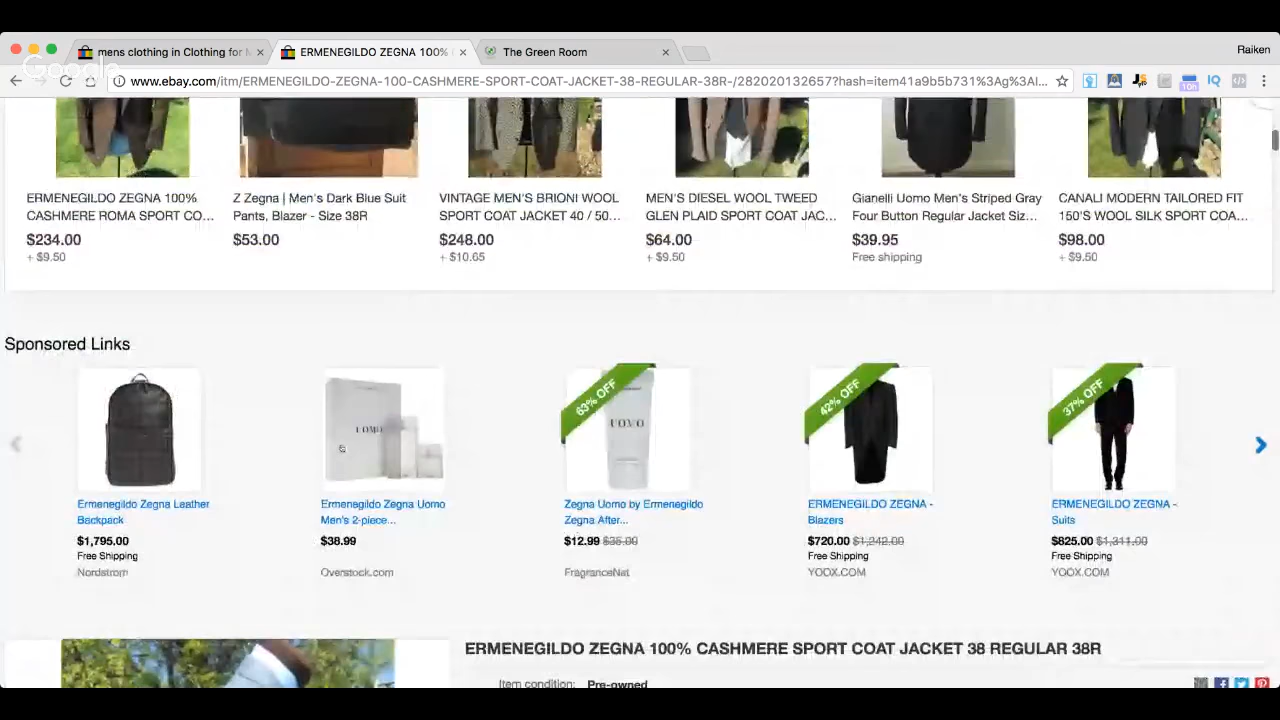 mens clothing in Clothing for M
ERMENEGILDO ZEGNA 100%
The Green Room
Raiken
Google
www.ebay.com/itm/ERMENEGILDO-ZEGNA-100-CASHMERE-SPORT-COAT-JACKET-38-REGULAR-38R-/202020132657?hash=item41a9b5b731%3Ag%3Al...
10h
ERMENEGILDO ZEGNA 100%
CASHMERE ROMA SPORT CO...
$234.00
+ $9.50
Z Zegna | Men's Dark Blue Suit
Pants, Blazer - Size 38R
$53.00
VINTAGE MEN'S BRIONI WOOL
SPORT COAT JACKET 40 / 50...
$248.00
+ $10.65
MEN'S DIESEL WOOL TWEED
GLEN PLAID SPORT COAT JAC...
$64.00
+ $9.50
Gianelli Uomo Men's Striped Gray
Four Button Regular Jacket Siz...
$39.95
Free shipping
CANALI MODERN TAILORED FIT
150'S WOOL SILK SPORT COA...
$98.00
+ $9.50
Sponsored Links
Ermenegildo Zegna Leather
Backpack
$1,795.00
Free Shipping
Nordstrom
UOMO
Ermenegildo Zegna Uomo
Men's 2-piece...
$38.99
Overstock.com
63% OFF
UOVO
Zegna Uomo by Ermenegildo
Zegna After...
$12.99 $35.00
FragranceNet
42% OFF
ERMENEGILDO ZEGNA -
Blazers
$720.00 $1,242.00
Free Shipping
YOOX.COM
37% OFF
ERMENEGILDO ZEGNA -
Suits
$825.00 $1,311.00
Free Shipping
YOOX.COM
ERMENEGILDO ZEGNA 100% CASHMERE SPORT COAT JACKET 38 REGULAR 38R
Item condition: Pre-owned